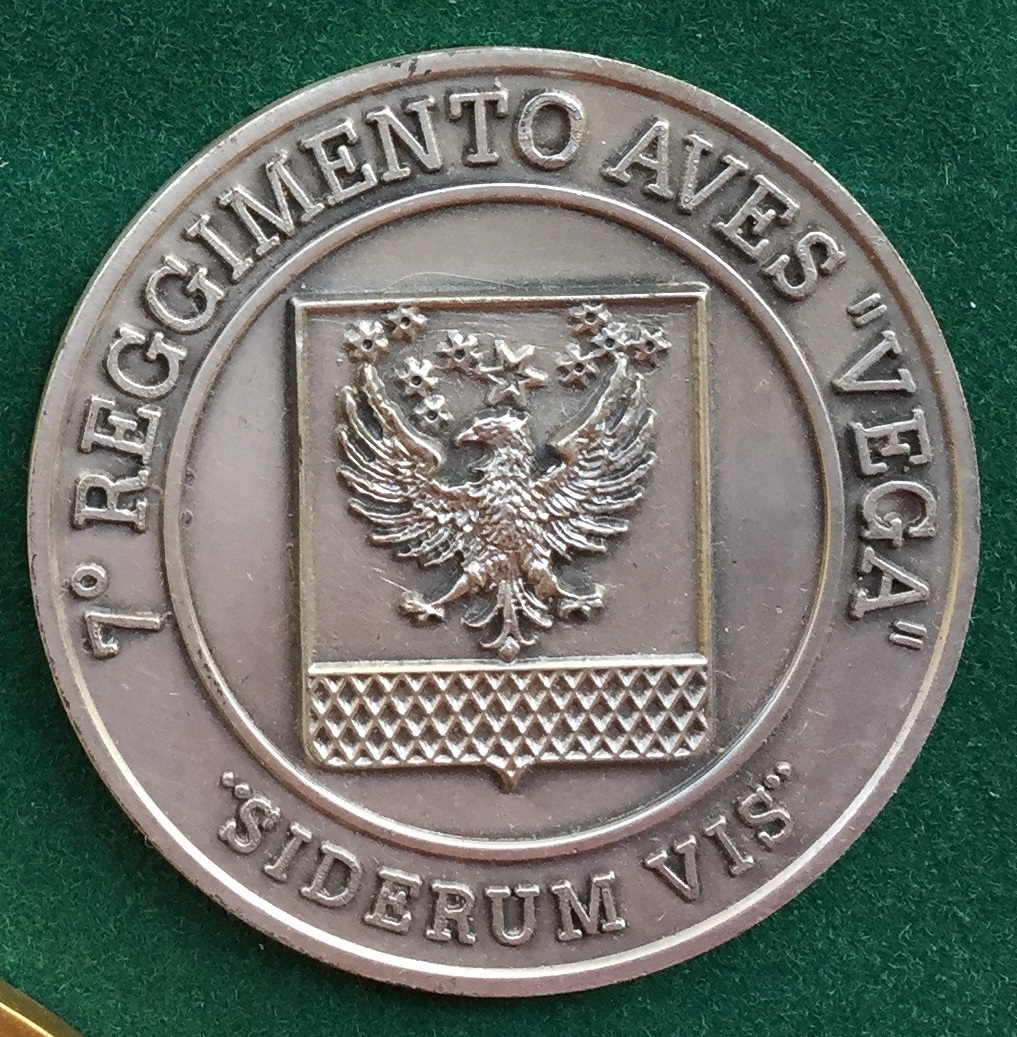 7° REGGIMENTO AVES "VEGA"
"SIDERUM VIS"